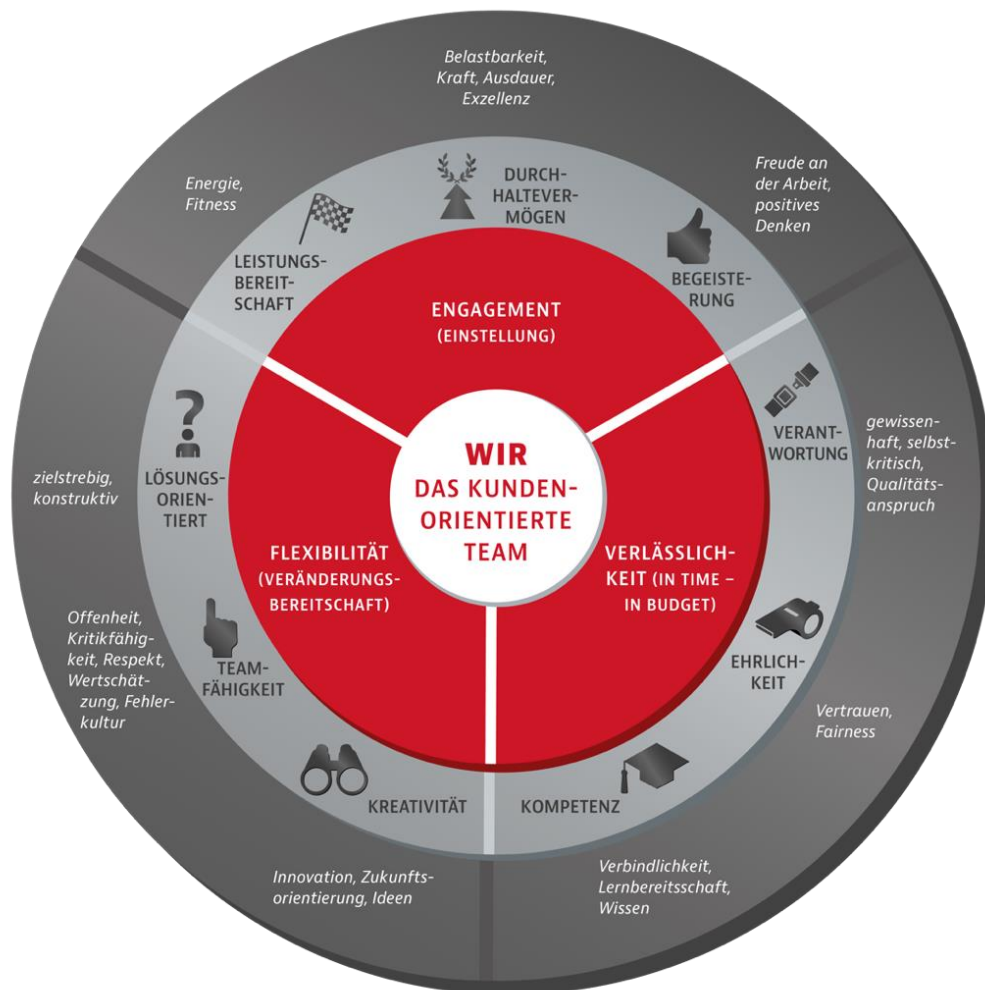 Belastbarkeit,
Kraft, Ausdauer,
Exzellenz
Energie,
Fitness
Freude an
der Arbeit,
positives
Denken
DURCH-
HALTEVER-
MÖGEN
LEISTUNGS-
BEREIT-
SCHAFT
BEGEISTE-
RUNG
ENGAGEMENT
(EINSTELLUNG)
WIR
DAS KUNDEN-
ORIENTIERTE
TEAM
FLEXIBILITÄT
(VERÄNDERUNGS-
BEREITSCHAFT)
VERLÄSSLICH-
KEIT (IN TIME –
IN BUDGET)
VERANT-
WORTUNG
gewissen-
haft, selbst-
kritisch,
Qualitäts-
anspruch
EHRLICH-
KEIT
Vertrauen,
Fairness
KOMPETENZ
Verbindlichkeit,
Lernbereitsschaft,
Wissen
KREATIVITÄT
Innovation, Zukunfts-
orientierung, Ideen
TEAM-
FÄHIGKEIT
Offenheit,
Kritikfähig-
keit, Respekt,
Wertschät-
zung, Fehler-
kultur
LÖSUNGS-
ORIEN-
TIERT
zielstrebig,
konstruktiv